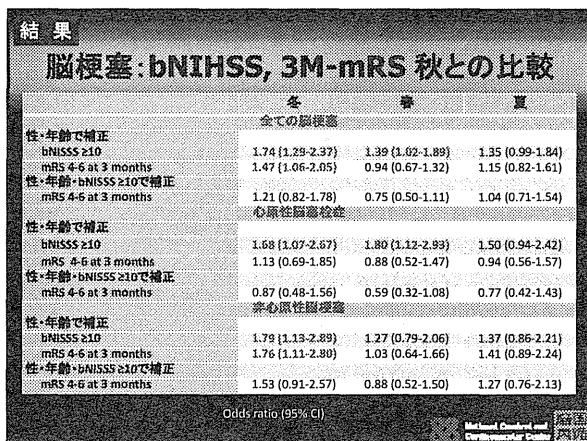 結 果
脳梗塞：bNIHSS, 3M-mRS 秋との比較
冬 春 夏
全ての脳梗塞
性・年齢で補正
bNISSS ≥10 1.74 (1.29-2.37) 1.39 (1.02-1.89) 1.35 (0.99-1.84)
mRS 4-6 at 3 months 1.47 (1.06-2.05) 0.94 (0.67-1.32) 1.15 (0.82-1.61)
性・年齢・bNISSS ≥10で補正
mRS 4-6 at 3 months 1.21 (0.82-1.78) 0.75 (0.50-1.11) 1.04 (0.71-1.54)
心原性脳塞栓症
性・年齢で補正
bNISSS ≥10 1.68 (1.07-2.67) 1.80 (1.12-2.93) 1.50 (0.94-2.42)
mRS 4-6 at 3 months 1.13 (0.69-1.85) 0.88 (0.52-1.47) 0.94 (0.56-1.57)
性・年齢・bNISSS ≥10で補正
mRS 4-6 at 3 months 0.87 (0.48-1.56) 0.59 (0.32-1.08) 0.77 (0.42-1.43)
非心原性脳梗塞
性・年齢で補正
bNISSS ≥10 1.79 (1.13-2.89) 1.27 (0.79-2.06) 1.37 (0.86-2.21)
mRS 4-6 at 3 months 1.76 (1.11-2.80) 1.03 (0.64-1.66) 1.41 (0.89-2.24)
性・年齢・bNISSS ≥10で補正
mRS 4-6 at 3 months 1.53 (0.91-2.57) 0.88 (0.52-1.50) 1.27 (0.76-2.13)
Odds ratio (95% CI)
National Cerebral and
Cardiovascular Center